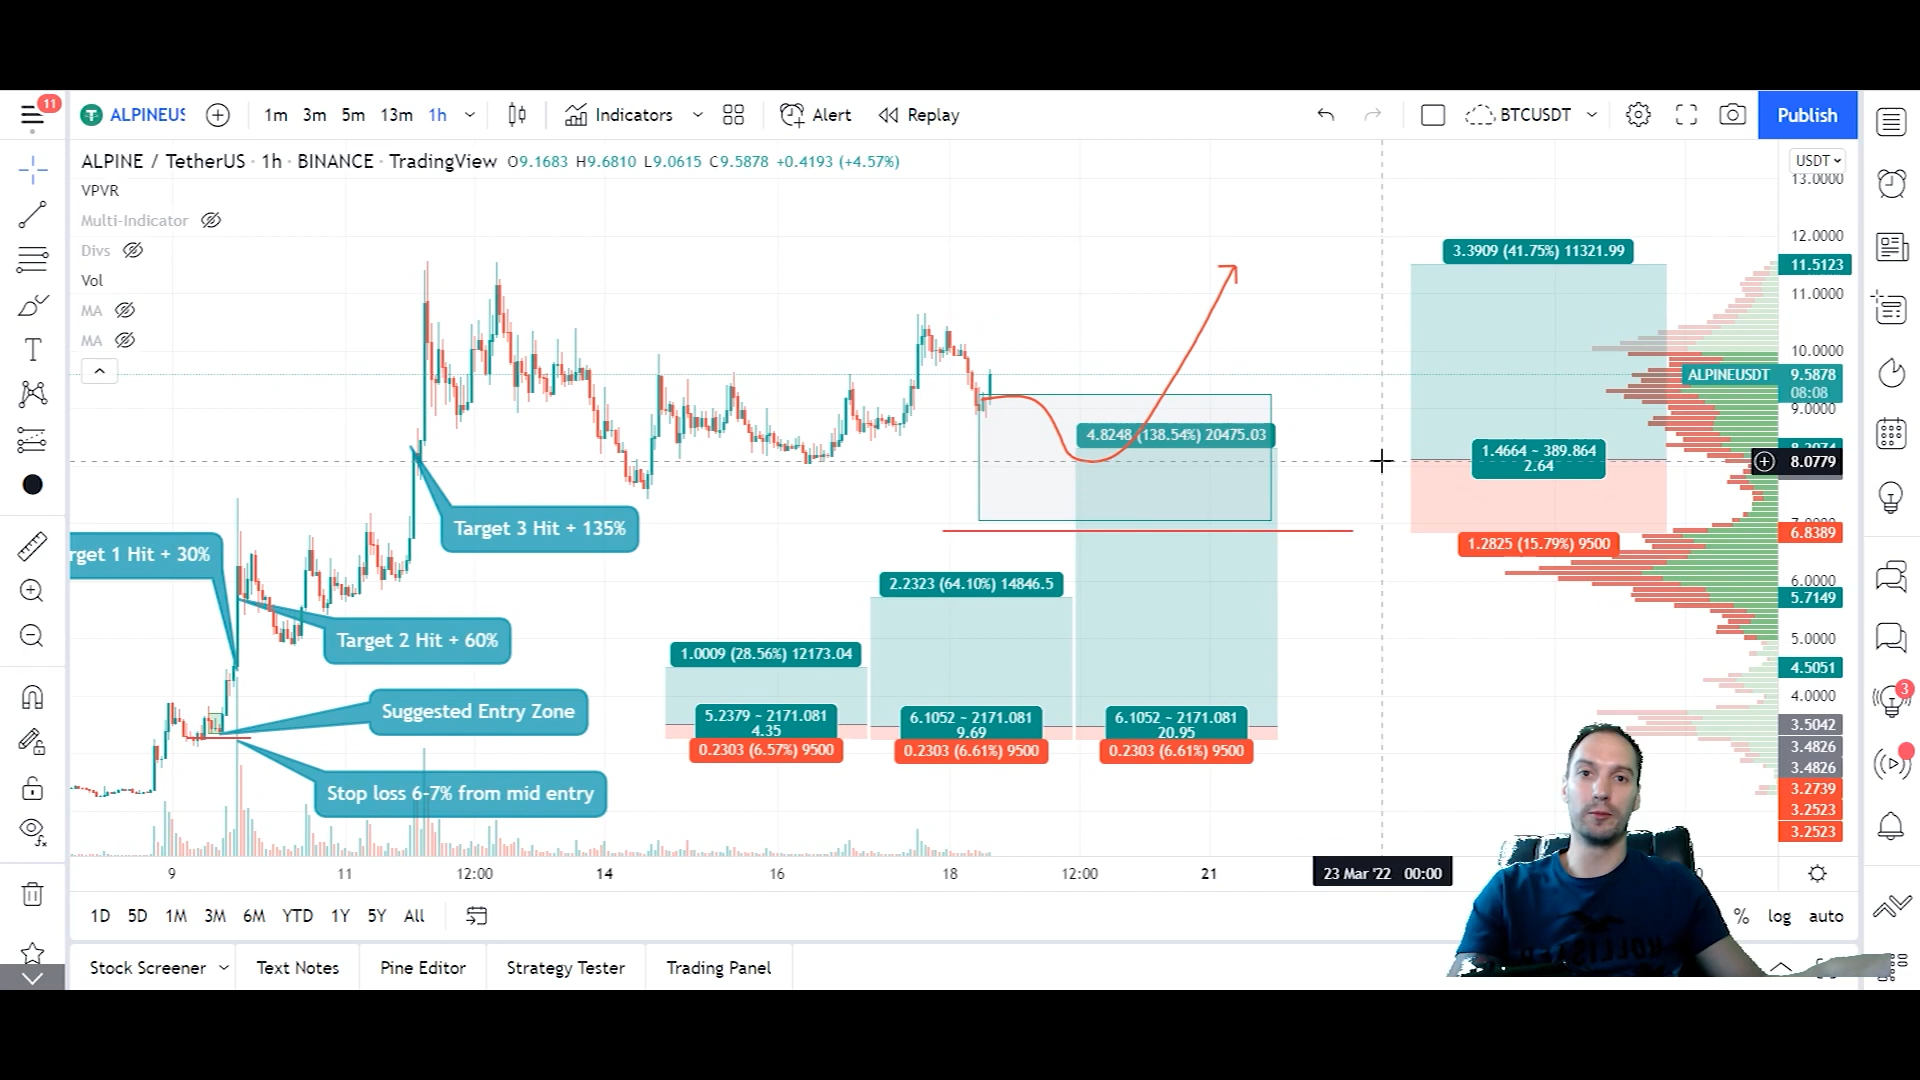 11
ALPINEUS
1m 3m 5m 13m 1h
Indicators
Alert
Replay
BTCUSDT
Publish
ALPINE / TetherUS · 1h · BINANCE · TradingView O9.1683 H9.6810 L9.0615 C9.5878 +0.4193 (+4.57%)
USDT
VPVR
Multi-Indicator
Divs
Vol
MA
MA
13.0000
12.0000
11.5123
11.0000
10.0000
ALPINEUSDT 9.5878
08:08
9.0000
8.0779
6.8389
6.0000
5.7149
5.0000
4.5051
4.0000
3.5042
3.4826
3.4826
3.2739
3.2523
3.2523
3.3909 (41.75%) 11321.99
1.4664 ~ 389.864
2.64
1.2825 (15.79%) 9500
4.8248 (138.54%) 20475.03
Target 3 Hit + 135%
rget 1 Hit + 30%
2.2323 (64.10%) 14846.5
Target 2 Hit + 60%
1.0009 (28.56%) 12173.04
Suggested Entry Zone
5.2379 ~ 2171.081
4.35
0.2303 (6.57%) 9500
6.1052 ~ 2171.081
9.69
0.2303 (6.61%) 9500
6.1052 ~ 2171.081
20.95
0.2303 (6.61%) 9500
Stop loss 6-7% from mid entry
3
9 11 12:00 14 16 18 12:00 21 23 Mar '22 00:00
1D 5D 1M 3M 6M YTD 1Y 5Y All
% log auto
Stock Screener
Text Notes
Pine Editor
Strategy Tester
Trading Panel